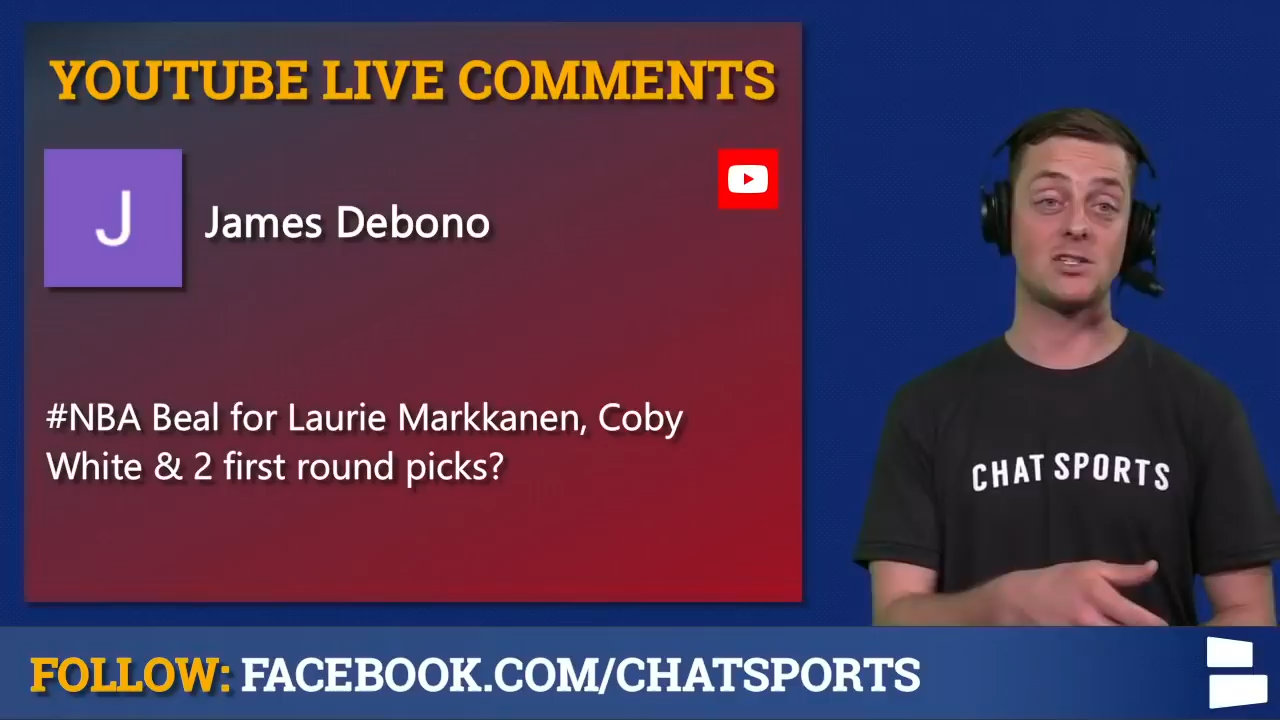 YOUTUBE LIVE COMMENTS
J
James Debono
#NBA Beal for Laurie Markkanen, Coby
White & 2 first round picks?
CHAT SPORTS
FOLLOW: FACEBOOK.COM/CHATSPORTS